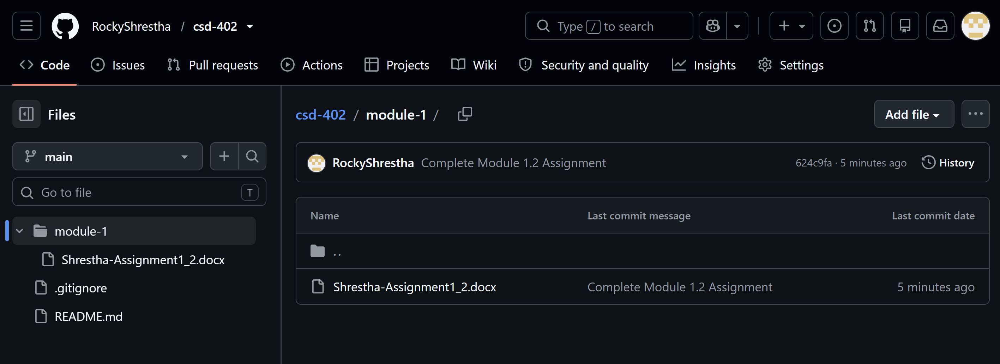 RockyShrestha / csd-402
Type / to search
Code Issues Pull requests Actions Projects Wiki Security and quality Insights Settings
Files
main
Go to file T
module-1
Shrestha-Assignment1_2.docx
.gitignore
README.md
csd-402 / module-1 /
Add file
RockyShrestha Complete Module 1.2 Assignment 624c9fa · 5 minutes ago History
Name Last commit message Last commit date
..
Shrestha-Assignment1_2.docx Complete Module 1.2 Assignment 5 minutes ago